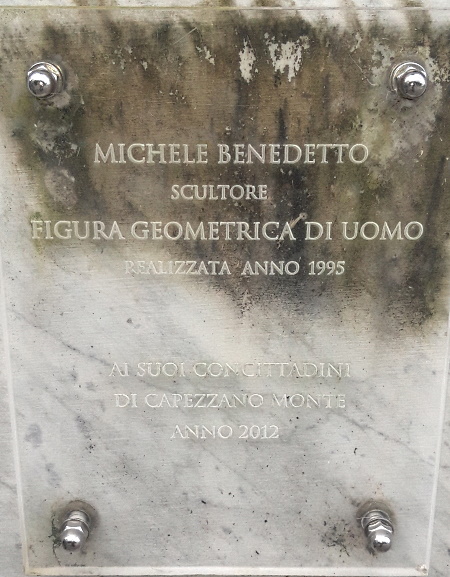 MICHELE BENEDETTO
SCULTORE
FIGURA GEOMETRICA DI UOMO
REALIZZATA ANNO 1995
AI SUOI CONCITTADINI
DI CAPEZZANO MONTE
ANNO 2012